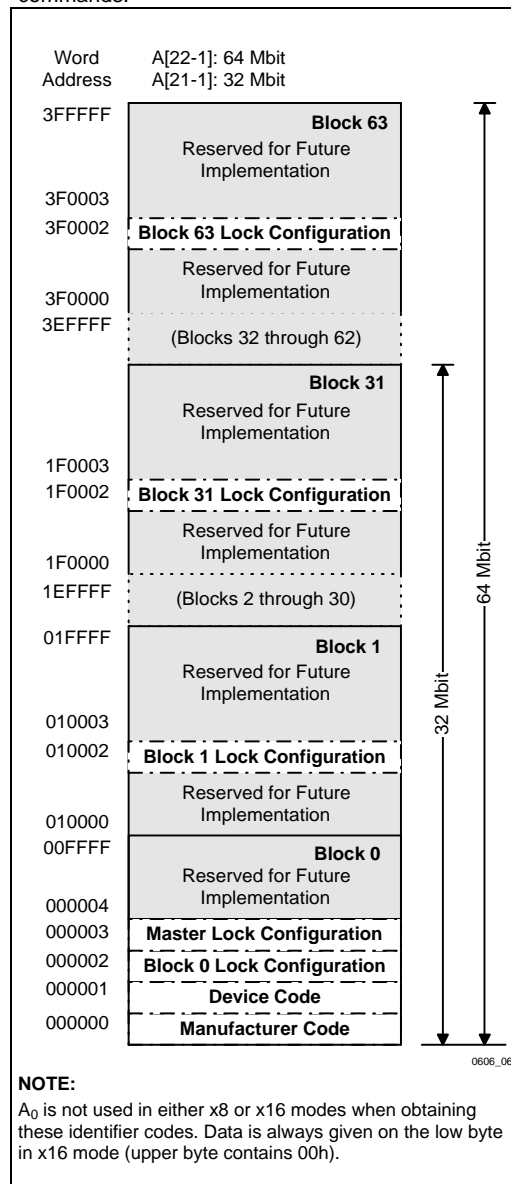 commands.
Word A[22-1]: 64 Mbit
Address A[21-1]: 32 Mbit
3FFFFF
Block 63
Reserved for Future
Implementation
3F0003
3F0002 Block 63 Lock Configuration
Reserved for Future
Implementation
3F0000
3EFFFF
(Blocks 32 through 62)
Block 31
Reserved for Future
Implementation
1F0003
1F0002 Block 31 Lock Configuration
Reserved for Future
Implementation
1F0000
1EFFFF
(Blocks 2 through 30)
01FFFF
Block 1
Reserved for Future
Implementation
010003
010002 Block 1 Lock Configuration
Reserved for Future
Implementation
010000
00FFFF
Block 0
Reserved for Future
Implementation
000004
000003 Master Lock Configuration
000002 Block 0 Lock Configuration
000001 Device Code
000000 Manufacturer Code
32 Mbit
64 Mbit
0606_06
NOTE:
A0 is not used in either x8 or x16 modes when obtaining
these identifier codes. Data is always given on the low byte
in x16 mode (upper byte contains 00h).